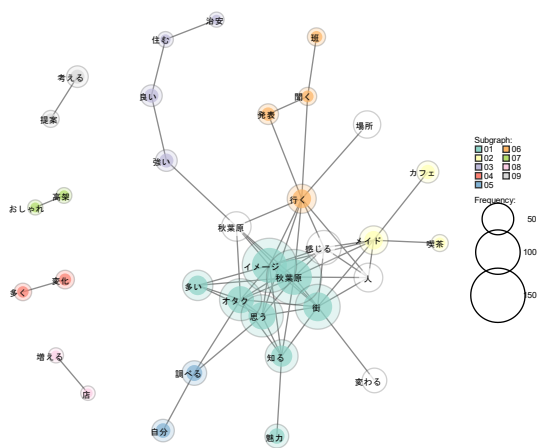 治安
住む
班
考える
良い
聞く
発表
提案
場所
強い
Subgraph:
01 06
02 07
03 08
04 09
05
カフェ
高架
行く
おしゃれ
Frequency:
50
秋葉原
メイド
喫茶
感じる
100
イメージ
秋葉原
人
変化
多い
多く
オタク
街
150
思う
増える
知る
調べる
変わる
店
自分
魅力